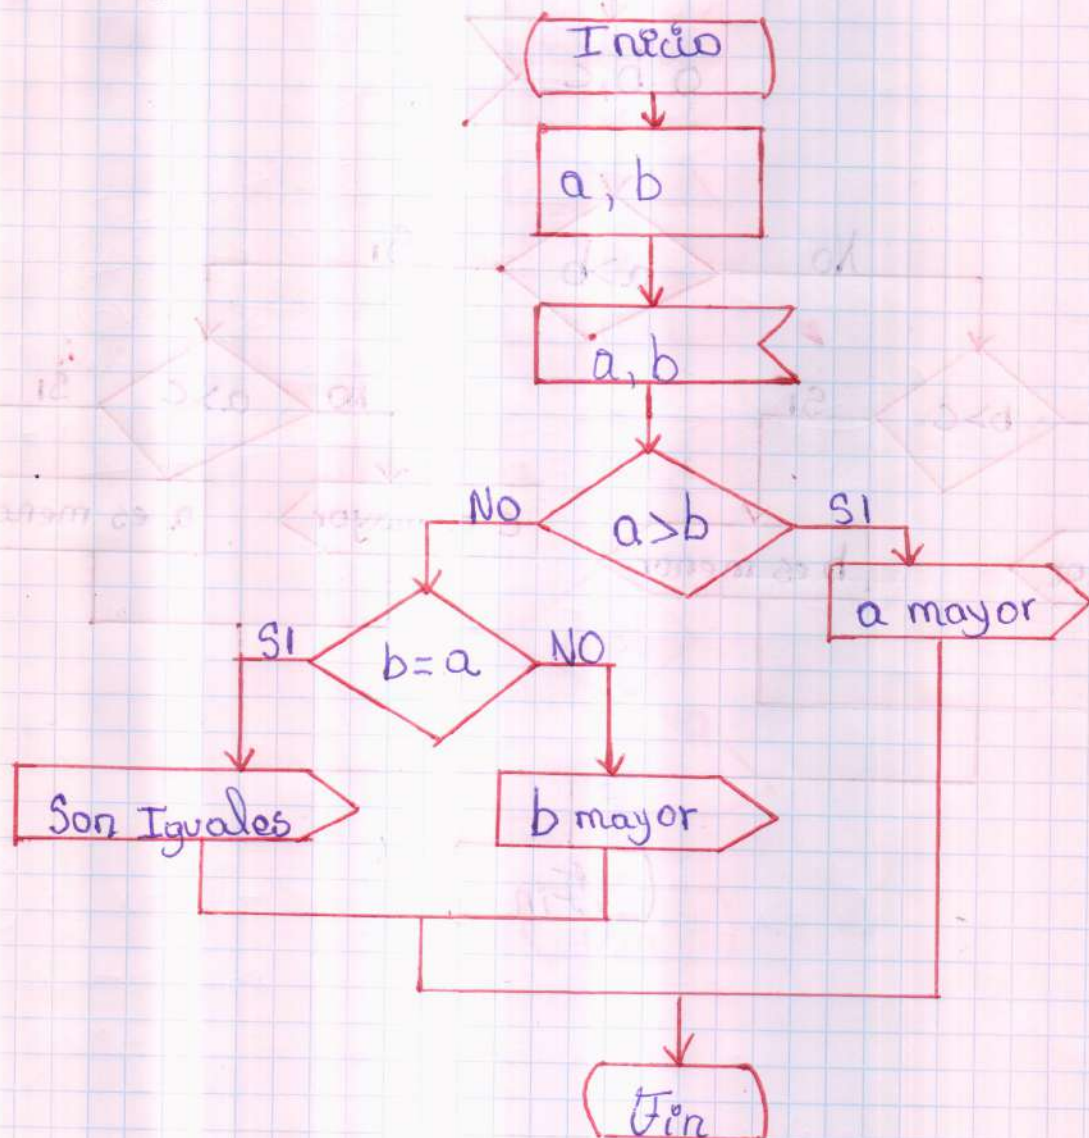 Inicio
a, b
a, b
a>b
NO
SI
a mayor
b=a
SI
NO
Son Iguales
b mayor
Fin